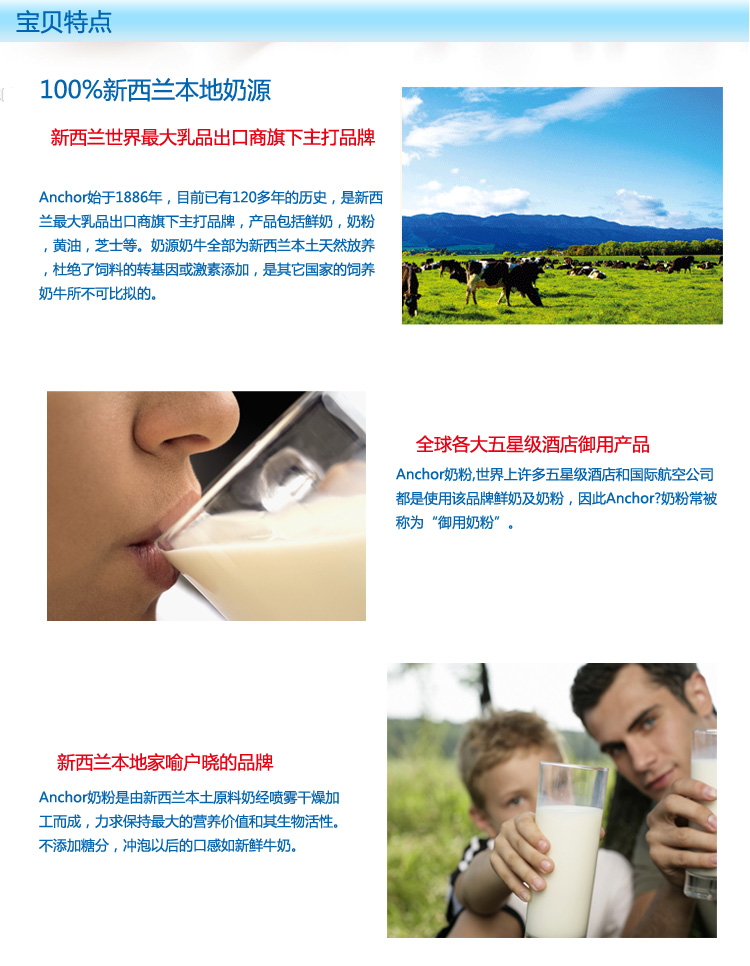 宝贝特点
100%新西兰本地奶源
新西兰世界最大乳品出口商旗下主打品牌
Anchor始于1886年，目前已有120多年的历史，是新西
兰最大乳品出口商旗下主打品牌，产品包括鲜奶，奶粉
，黄油，芝士等。奶源奶牛全部为新西兰本土天然放养
，杜绝了饲料的转基因或激素添加，是其它国家的饲养
奶牛所不可比拟的。
全球各大五星级酒店御用产品
Anchor奶粉,世界上许多五星级酒店和国际航空公司
都是使用该品牌鲜奶及奶粉，因此Anchor?奶粉常被
称为“御用奶粉”。
新西兰本地家喻户晓的品牌
Anchor奶粉是由新西兰本土原料奶经喷雾干燥加
工而成，力求保持最大的营养价值和其生物活性。
不添加糖分，冲泡以后的口感如新鲜牛奶。